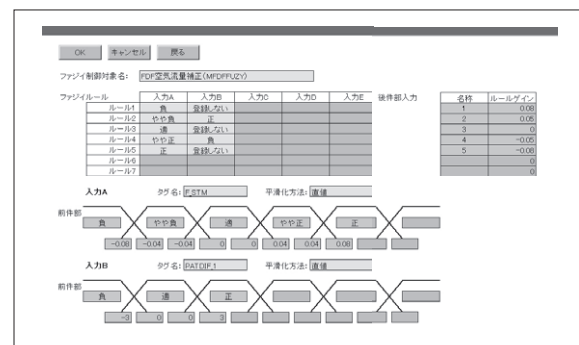 OK キャンセル 戻る
ファジィ制御対象名： FDF空気流量補正(MFDFFUZY)
ファジイルール 入力A 入力B 入力C 入力D 入力E 後件部入力 名称 ルールゲイン
ルール1 負 登録しない 1 0.08
ルール2 やや負 正 2 0.05
ルール3 適 登録しない 3 0
ルール4 やや正 負 4 -0.05
ルール5 正 登録しない 5 -0.08
ルール6 0
ルール7 0
入力A タグ名： F_STM 平滑化方法： 直値
前件部
負 やや負 適 やや正 正
-0.08 -0.04 -0.04 0 0 0.04 0.04 0.08
入力B タグ名： PATDIF_1 平滑化方法： 直値
前件部
負 適 正
-3 0 0 3